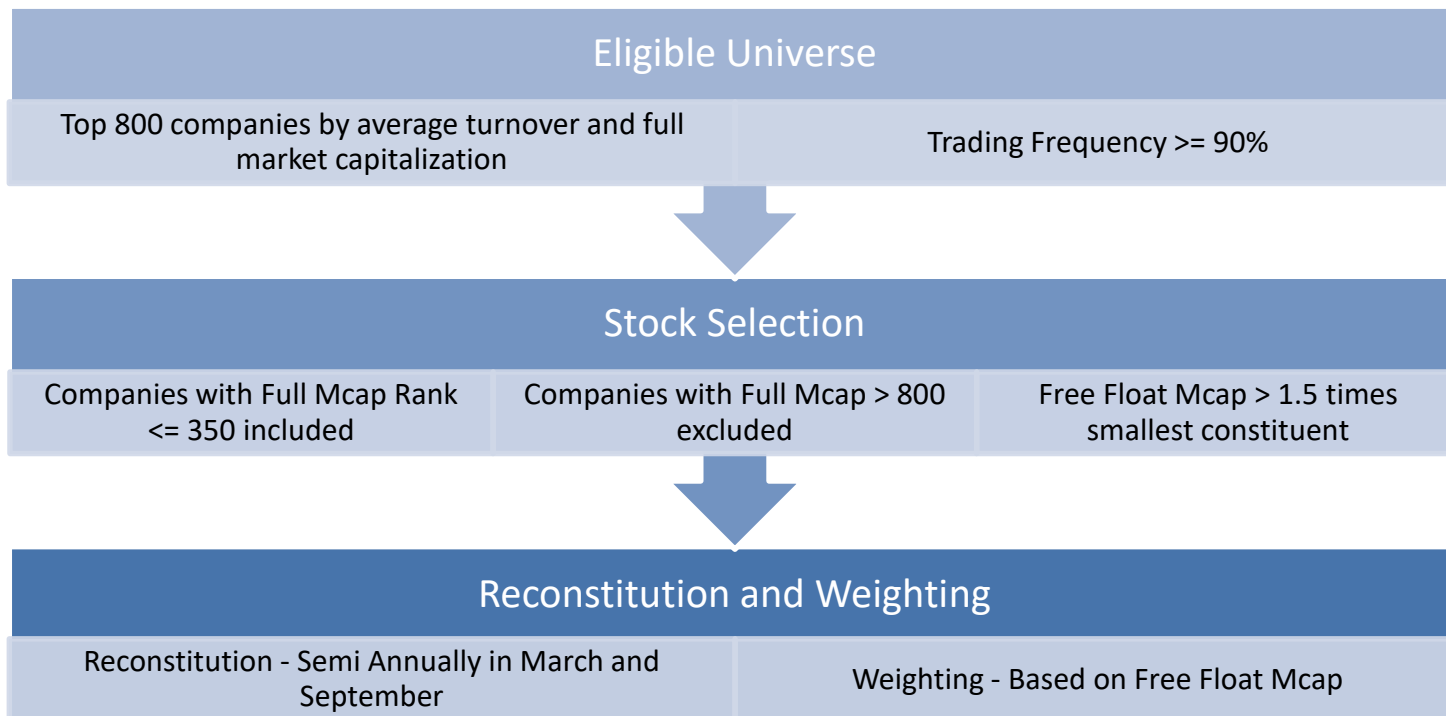 Eligible Universe
Top 800 companies by average turnover and full
market capitalization
Trading Frequency >= 90%
Stock Selection
Companies with Full Mcap Rank
<= 350 included
Companies with Full Mcap > 800
excluded
Free Float Mcap > 1.5 times
smallest constituent
Reconstitution and Weighting
Reconstitution - Semi Annually in March and
September
Weighting - Based on Free Float Mcap